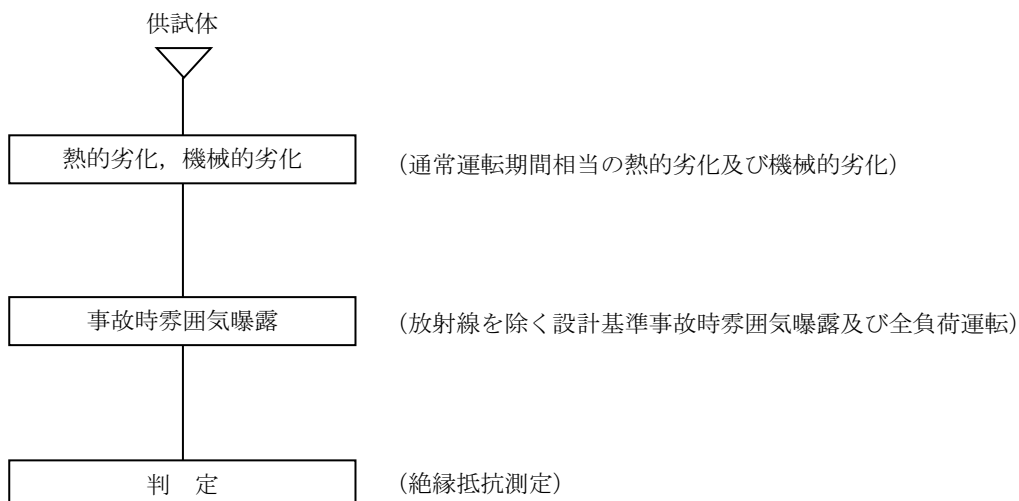 供試体
熱的劣化，機械的劣化
（通常運転期間相当の熱的劣化及び機械的劣化）
事故時雰囲気曝露
（放射線を除く設計基準事故時雰囲気曝露及び全負荷運転）
判　定
（絶縁抵抗測定）